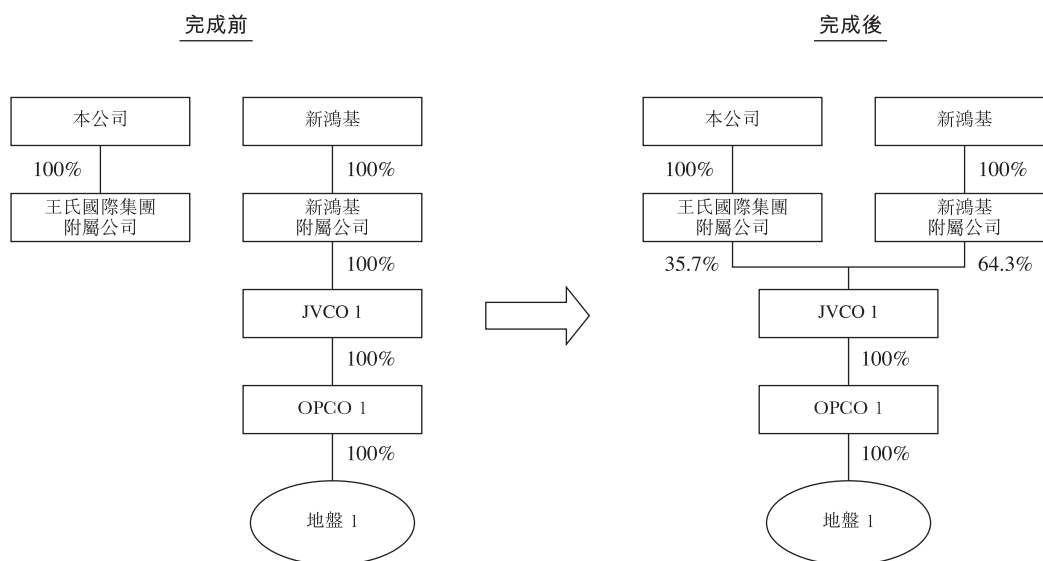 完成前
本公司
新鴻基
100%
100%
王氏國際集團
附屬公司
新鴻基
附屬公司
100%
JVCO 1
100%
OPCO 1
100%
地盤 1
完成後
本公司
新鴻基
100%
100%
王氏國際集團
附屬公司
新鴻基
附屬公司
35.7%
64.3%
JVCO 1
100%
OPCO 1
100%
地盤 1